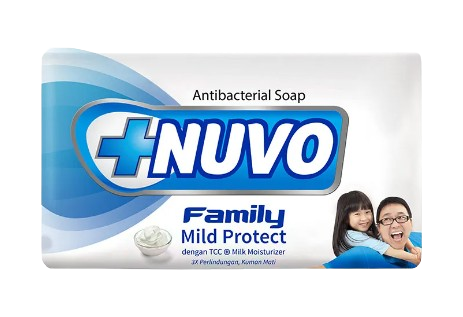 Antibacterial Soap
+NUVO
Family
Mild Protect
dengan TCC ⊕ Milk Moisturizer
3X Perlindungan, Kuman Mati